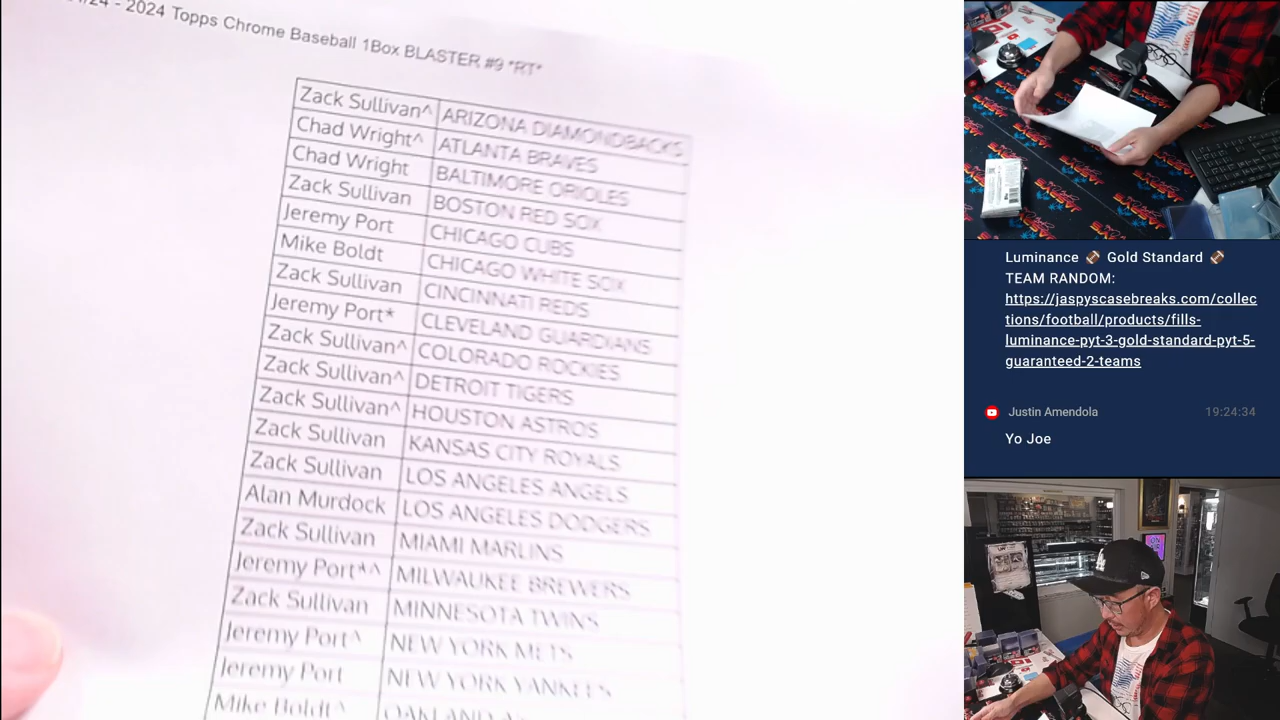 /24 - 2024 Topps Chrome Baseball 1Box BLASTER #9 *RT*
Zack Sullivan^ ARIZONA DIAMONDBACKS
Chad Wright^ ATLANTA BRAVES
Chad Wright BALTIMORE ORIOLES
Zack Sullivan BOSTON RED SOX
Jeremy Port CHICAGO CUBS
Mike Boldt CHICAGO WHITE SOX
Zack Sullivan CINCINNATI REDS
Jeremy Port* CLEVELAND GUARDIANS
Zack Sullivan^ COLORADO ROCKIES
Zack Sullivan^ DETROIT TIGERS
Zack Sullivan^ HOUSTON ASTROS
Zack Sullivan KANSAS CITY ROYALS
Zack Sullivan LOS ANGELES ANGELS
Alan Murdock LOS ANGELES DODGERS
Zack Sullivan MIAMI MARLINS
Jeremy Port*^ MILWAUKEE BREWERS
Zack Sullivan MINNESOTA TWINS
Jeremy Port^ NEW YORK METS
Jeremy Port NEW YORK YANKEES
Mike Boldt^ OAKLAND A
Luminance 🏈 Gold Standard 🏈
TEAM RANDOM:
https://jaspyscasebreaks.com/collec
tions/football/products/fills-
luminance-pyt-3-gold-standard-pyt-5-
guaranteed-2-teams
Justin Amendola 19:24:34
Yo Joe